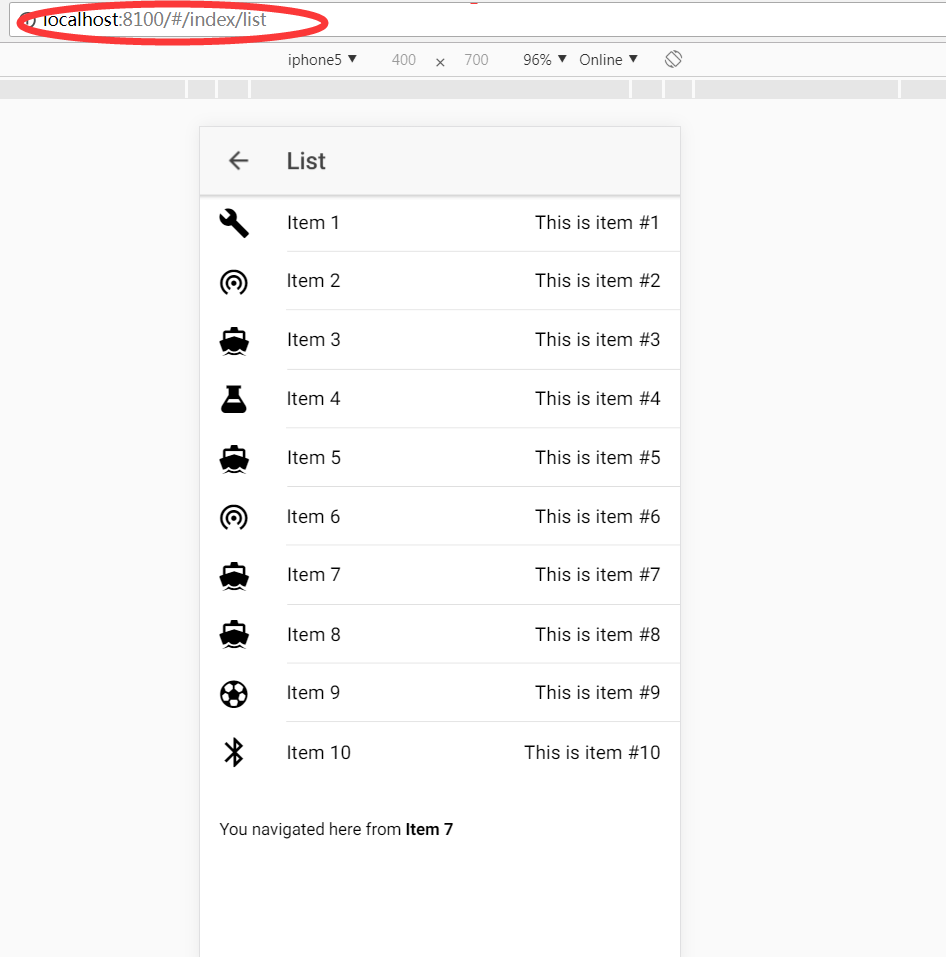 localhost:8100/#/index/list
iphone5 ▼ 400 × 700 96% ▼ Online ▼
List
Item 1 This is item #1
Item 2 This is item #2
Item 3 This is item #3
Item 4 This is item #4
Item 5 This is item #5
Item 6 This is item #6
Item 7 This is item #7
Item 8 This is item #8
Item 9 This is item #9
Item 10 This is item #10
You navigated here from Item 7